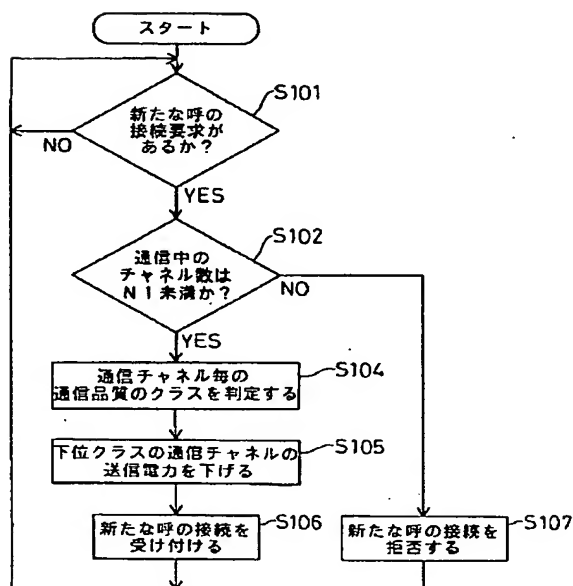 スタート
S101
新たな呼の
接続要求が
あるか？
NO
YES
S102
通信中の
チャネル数は
N1未満か？
NO
YES
S104
通信チャネル毎の
通信品質のクラスを判定する
S105
下位クラスの通信チャネルの
送信電力を下げる
S106
新たな呼の接続を
受け付ける
S107
新たな呼の接続を
拒否する